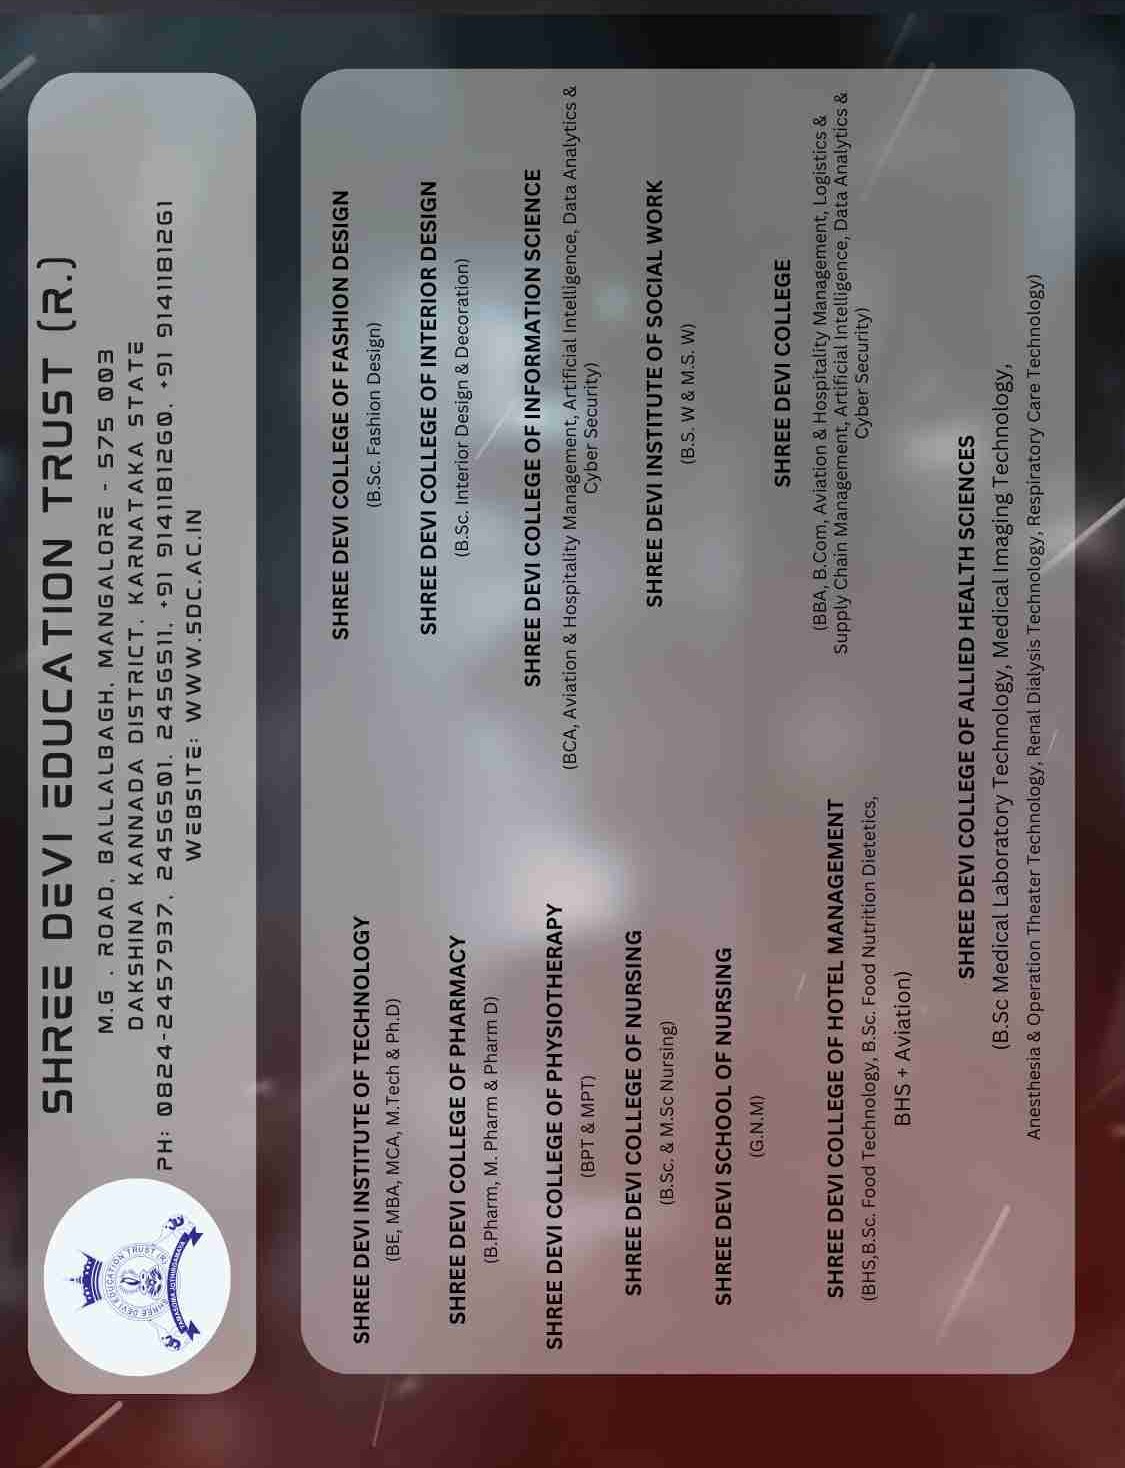 SHREE DEVI EDUCATION TRUST (R.)
M.G . ROAD, BALLALBAGH, MANGALORE - 575 003
DAKSHINA KANNADA DISTRICT, KARNATAKA STATE
PH: 0824-2457937, 2456501, 2456511, +91 9141181260, +91 9141181261
WEBSITE: WWW.SDC.AC.IN
SHREE DEVI EDUCATION TRUST (R)
SHREE DEVI INSTITUTE OF TECHNOLOGY
(BE, MBA, MCA, M.Tech & Ph.D)
SHREE DEVI COLLEGE OF PHARMACY
(B.Pharm, M. Pharm & Pharm D)
SHREE DEVI COLLEGE OF PHYSIOTHERAPY
(BPT & MPT)
SHREE DEVI COLLEGE OF NURSING
(B.Sc. & M.Sc Nursing)
SHREE DEVI SCHOOL OF NURSING
(G.N.M)
SHREE DEVI COLLEGE OF HOTEL MANAGEMENT
(BHS,B.Sc. Food Technology, B.Sc. Food Nutrition Dietetics,
BHS + Aviation)
SHREE DEVI COLLEGE OF FASHION DESIGN
(B.Sc. Fashion Design)
SHREE DEVI COLLEGE OF INTERIOR DESIGN
(B.Sc. Interior Design & Decoration)
SHREE DEVI COLLEGE OF INFORMATION SCIENCE
(BCA, Aviation & Hospitality Management, Artificial Intelligence, Data Analytics &
Cyber Security)
SHREE DEVI INSTITUTE OF SOCIAL WORK
(B.S. W & M.S. W)
SHREE DEVI COLLEGE
(BBA, B.Com, Aviation & Hospitality Management, Logistics &
Supply Chain Management, Artificial Intelligence, Data Analytics &
Cyber Security)
SHREE DEVI COLLEGE OF ALLIED HEALTH SCIENCES
(B.Sc Medical Laboratory Technology, Medical Imaging Technology,
Anesthesia & Operation Theater Technology, Renal Dialysis Technology, Respiratory Care Technology)